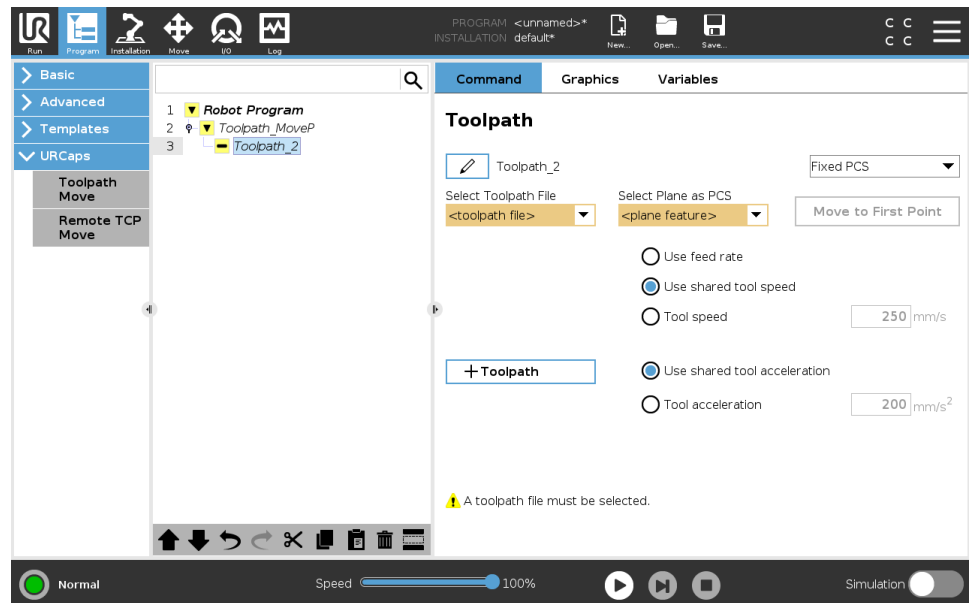 PROGRAM <unnamed>*
INSTALLATION default*
UR
Run
Program
Installation
Move
I/O
Log
New...
Open...
Save...
C C
C C
Basic
Advanced
Templates
URCaps
Toolpath
Move
Remote TCP
Move
1 Robot Program
2 Toolpath_MoveP
3 Toolpath_2
Command Graphics Variables
Toolpath
Toolpath_2
Fixed PCS
Select Toolpath File
<toolpath file>
Select Plane as PCS
<plane feature>
Move to First Point
Use feed rate
Use shared tool speed
Tool speed 250 mm/s
+Toolpath
Use shared tool acceleration
Tool acceleration 200 mm/s²
A toolpath file must be selected.
Normal
Speed 100%
Simulation